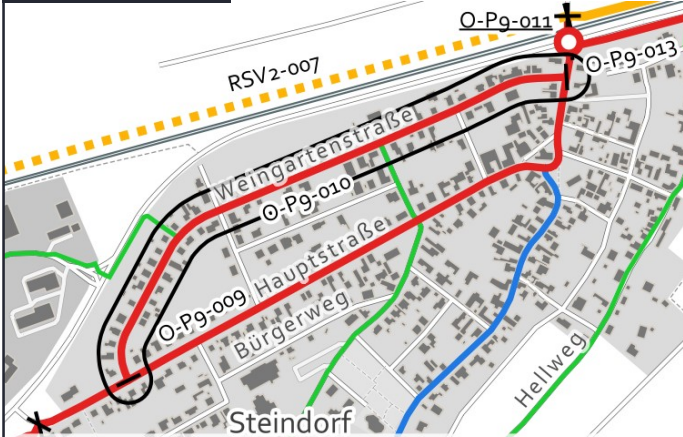 O-P9-011
O-P9-013
RSV2-007
Weingartenstraße
O-P9-010
Hauptstraße
O-P9-009
Bürgerweg
Hellweg
Steindorf